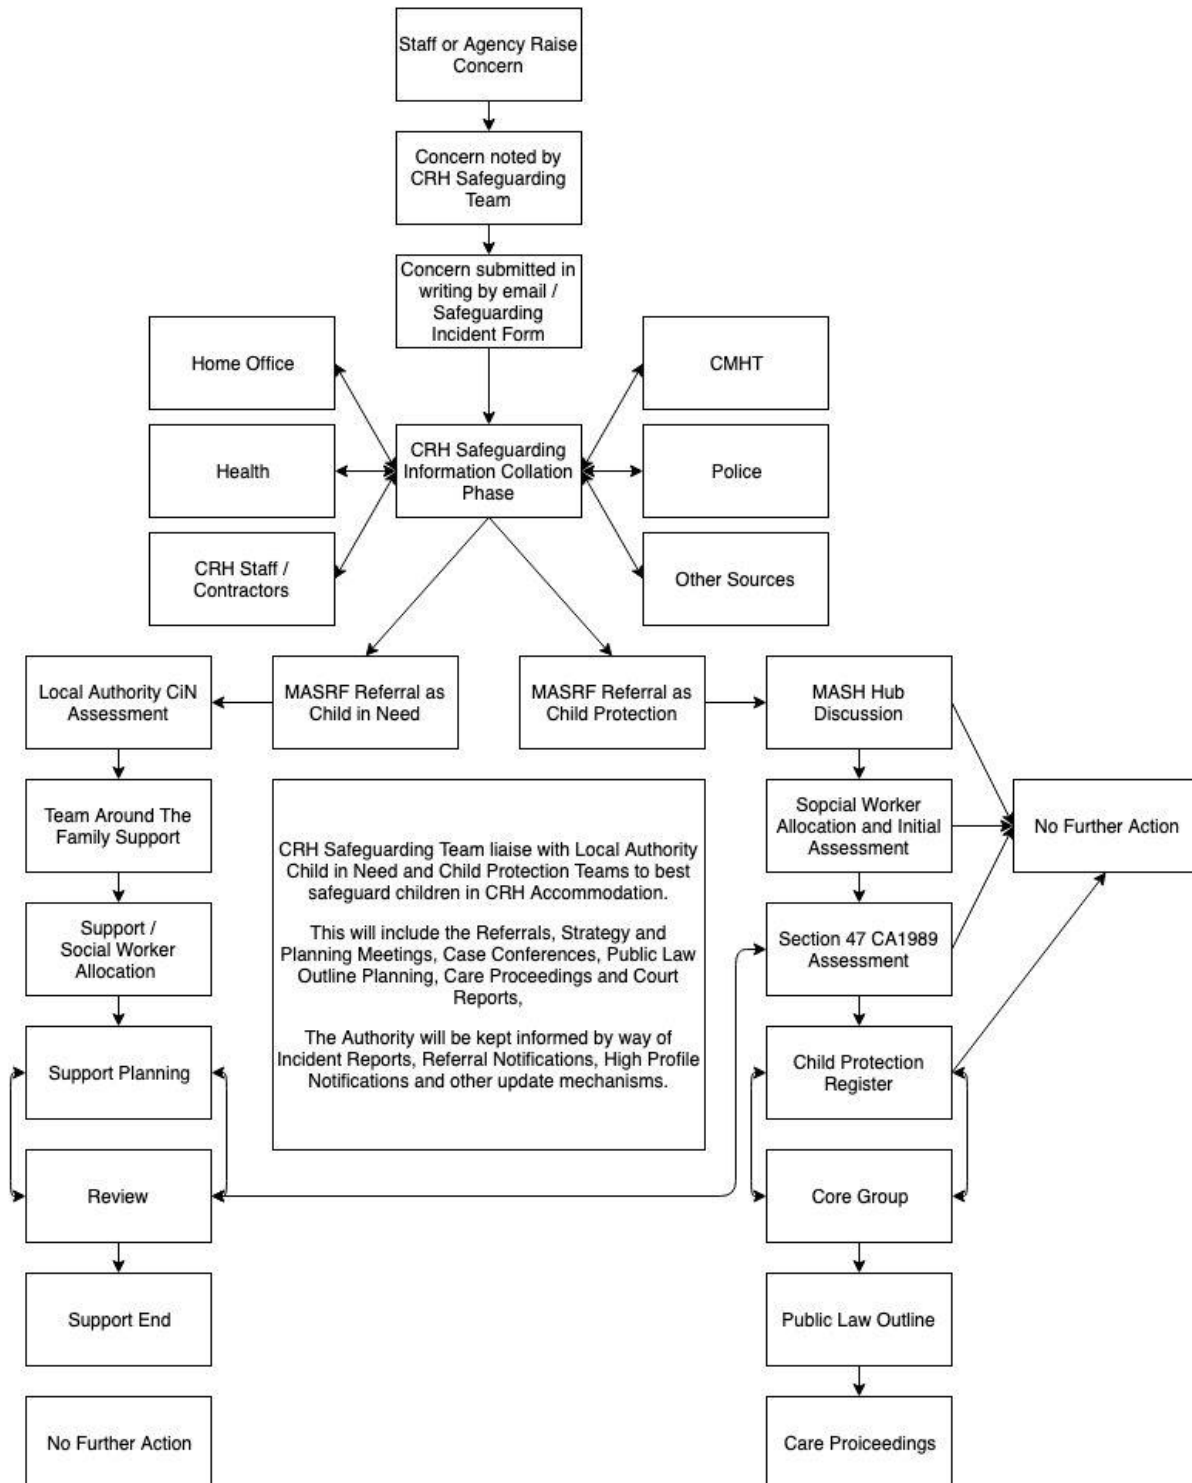 Staff or Agency Raise
Concern
Concern noted by
CRH Safeguarding
Team
Concern submitted in
writing by email /
Safeguarding
Incident Form
Home Office
CMHT
Health
CRH Safeguarding
Information Collation
Phase
Police
CRH Staff /
Contractors
Other Sources
Local Authority CiN
Assessment
MASRF Referral as
Child in Need
MASRF Referral as
Child Protection
MASH Hub
Discussion
Team Around The
Family Support
CRH Safeguarding Team liaise with Local Authority
Child in Need and Child Protection Teams to best
safeguard children in CRH Accommodation.
This will include the Referrals, Strategy and
Planning Meetings, Case Conferences, Public Law
Outline Planning, Care Proceedings and Court
Reports,
The Authority will be kept informed by way of
Incident Reports, Referral Notifications, High Profile
Notifications and other update mechanisms.
Sopcial Worker
Allocation and Initial
Assessment
No Further Action
Support /
Social Worker
Allocation
Section 47 CA1989
Assessment
Support Planning
Child Protection
Register
Review
Core Group
Support End
Public Law Outline
No Further Action
Care Proiceedings